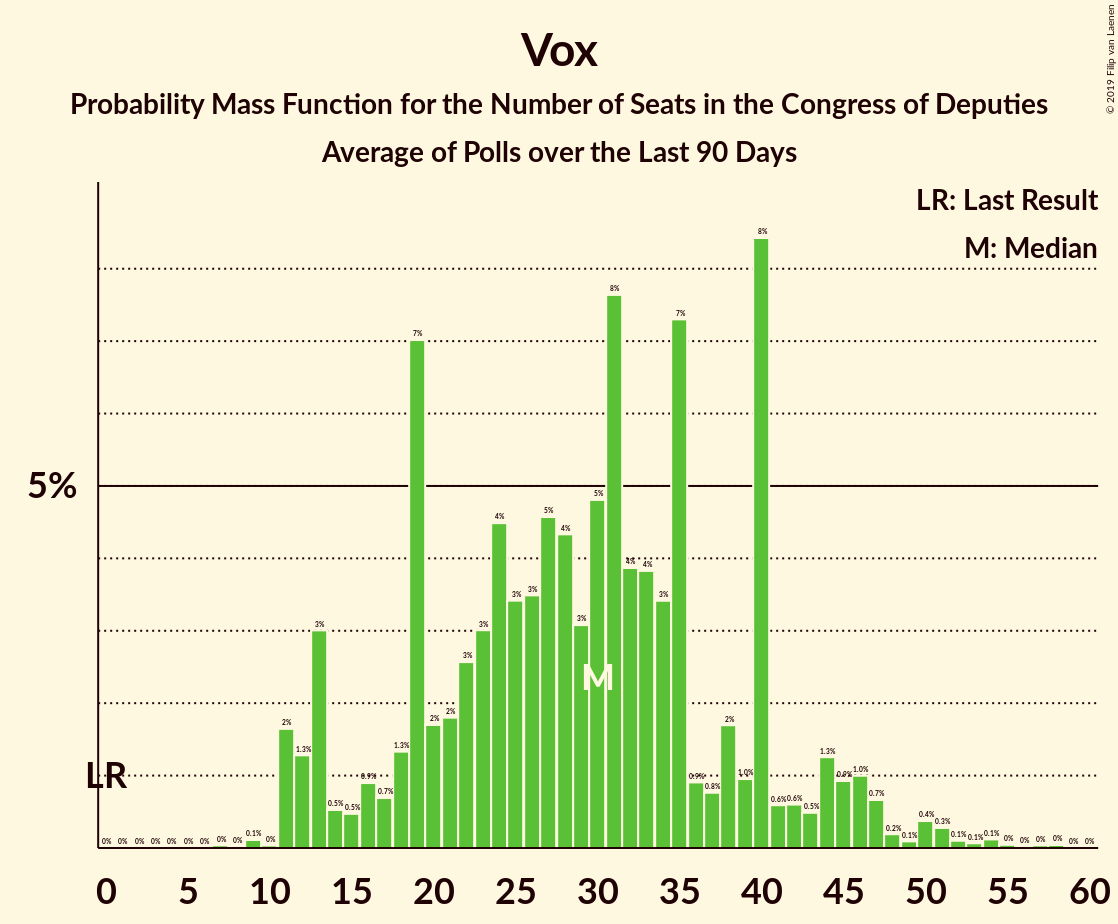 Vox
Probability Mass Function for the Number of Seats in the Congress of Deputies
Average of Polls over the Last 90 Days
© 2019 Filip van Laenen
LR: Last Result
M: Median
5%
LR
M
0% 0% 0% 0% 0% 0% 0% 0% 0% 0.1% 0% 2% 1.3% 3% 0.5% 0.5% 0.9% 0.7% 1.3% 7% 2% 2% 3% 3% 4% 3% 3% 5% 4% 3% 5% 8% 4% 4% 3% 7% 0.9% 0.8% 2% 1.0% 8% 0.6% 0.6% 0.5% 1.3% 0.9% 1.0% 0.7% 0.2% 0.1% 0.4% 0.3% 0.1% 0.1% 0.1% 0% 0% 0% 0% 0% 0%
0 5 10 15 20 25 30 35 40 45 50 55 60